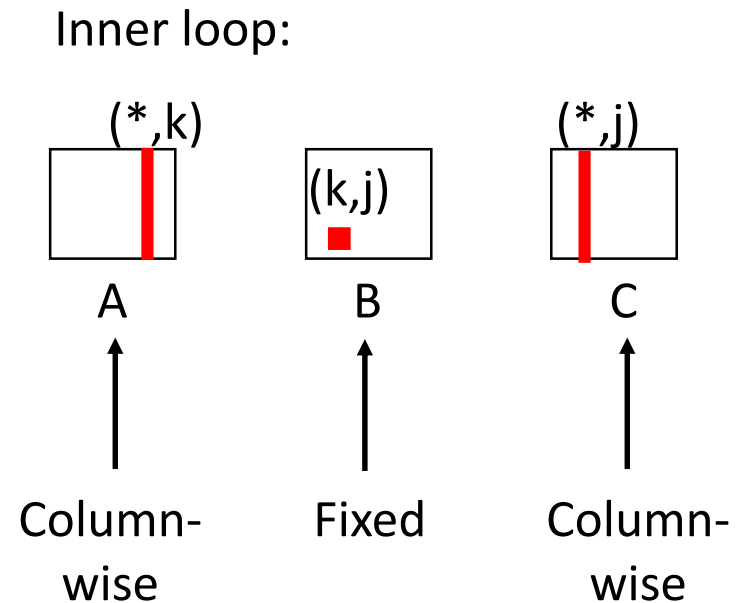 Inner loop:
(*,k)
(k,j)
(*,j)
A
B
C
Column-
wise
Fixed
Column-
wise